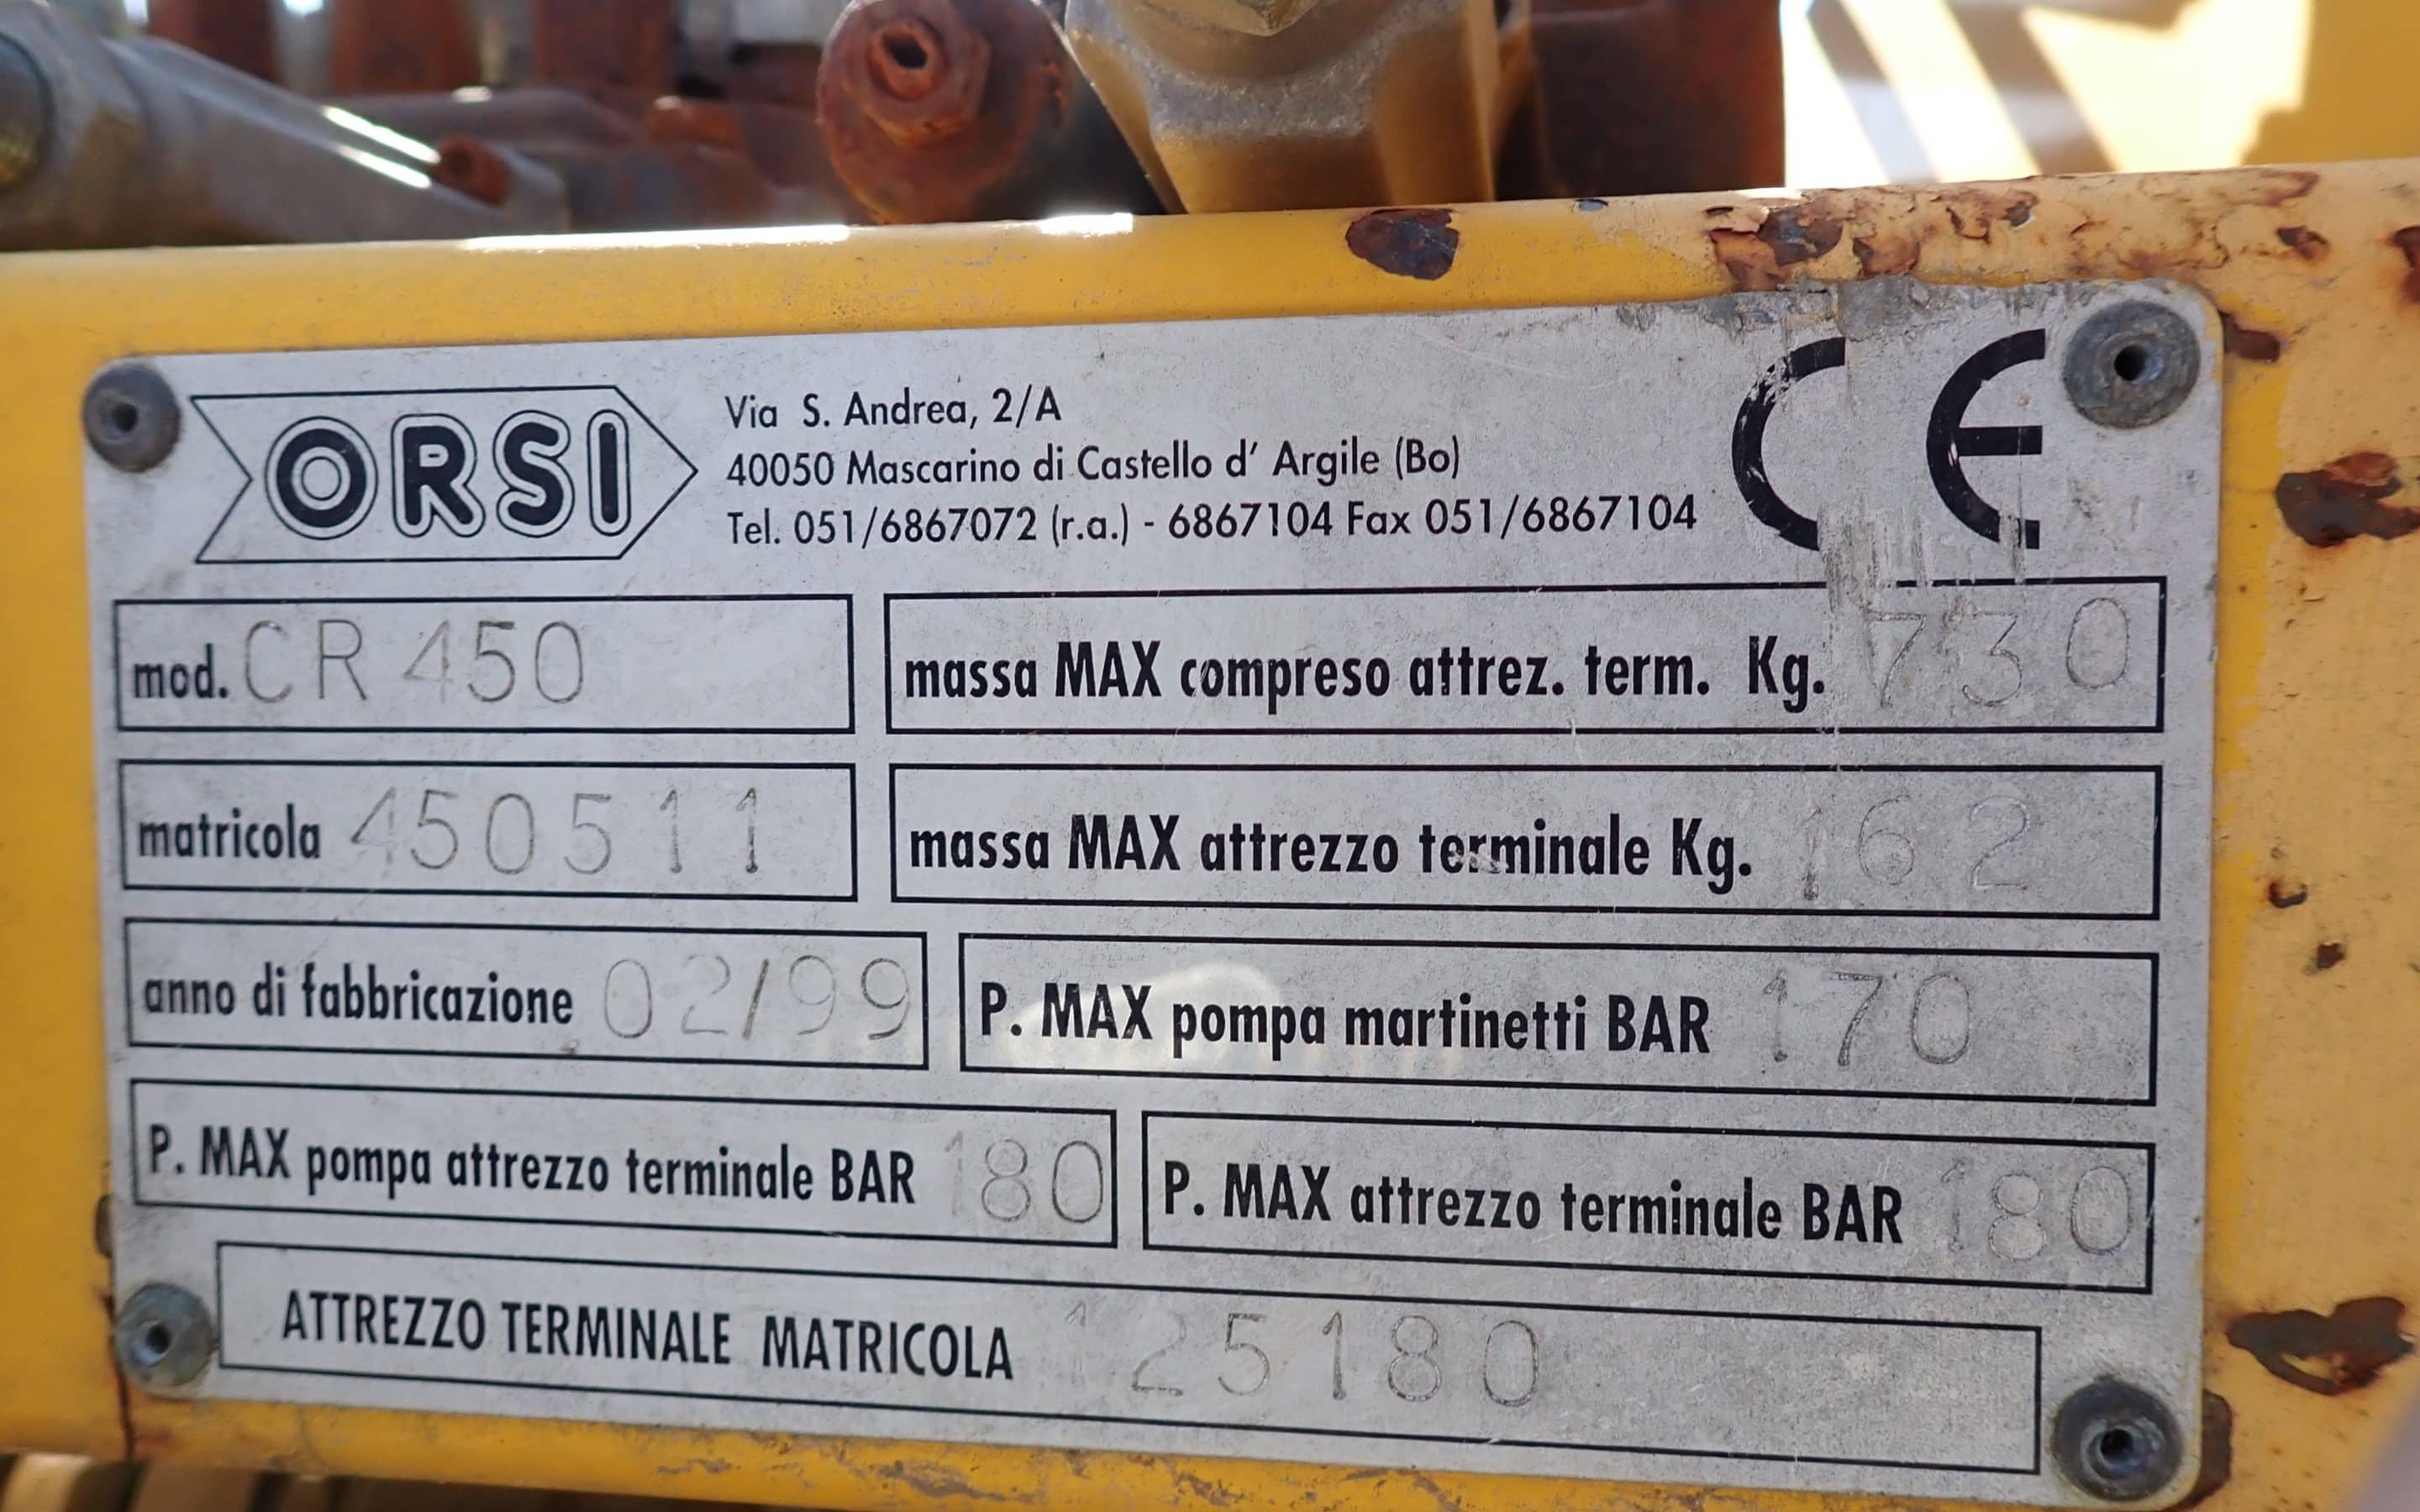 ORSI
Via S. Andrea, 2/A
40050 Mascarino di Castello d' Argile (Bo)
Tel. 051/6867072 (r.a.) - 6867104 Fax 051/6867104
CE
mod. CR 450
massa MAX compreso attrez. term. Kg. 730
matricola 450511
massa MAX attrezzo terminale Kg. 162
anno di fabbricazione 02/99
P. MAX pompa martinetti BAR 170
P. MAX pompa attrezzo terminale BAR 180
P. MAX attrezzo terminale BAR 180
ATTREZZO TERMINALE MATRICOLA 125180